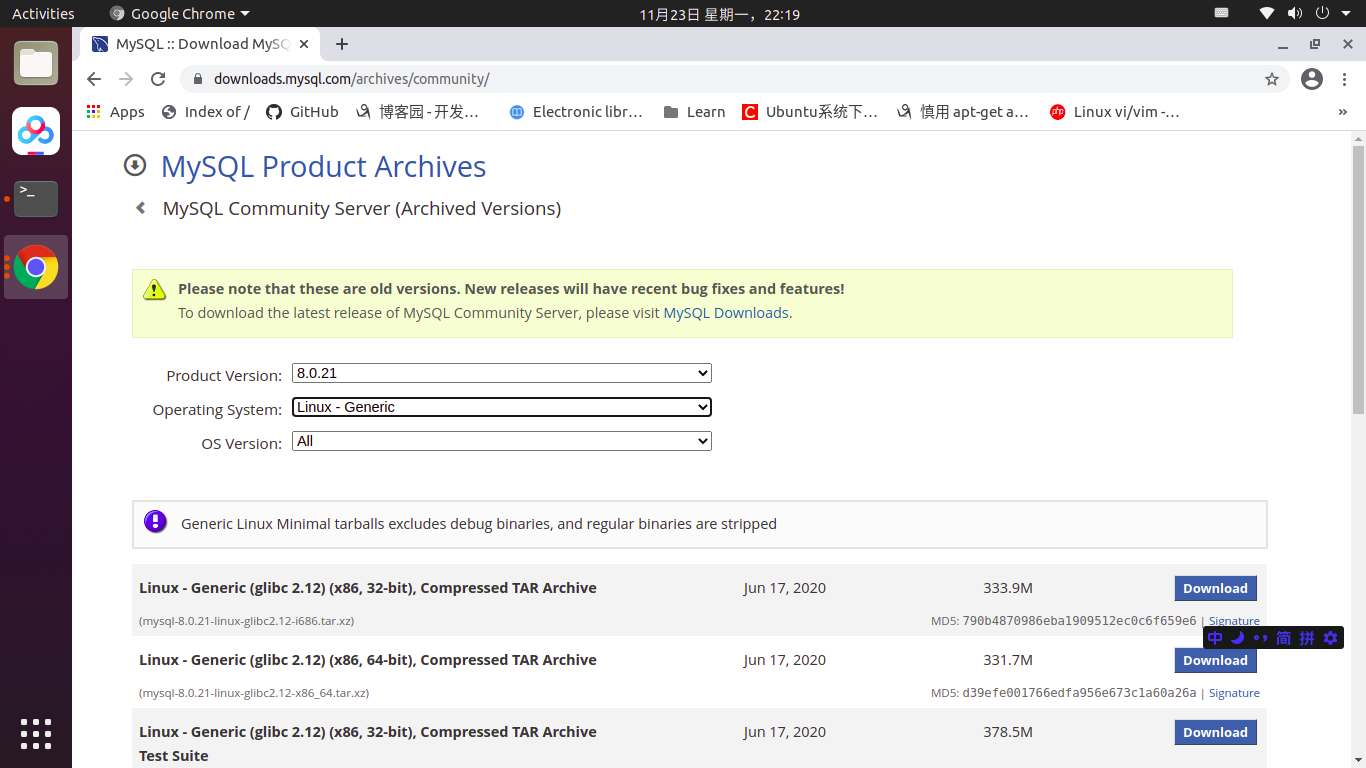 Activities Google Chrome 11月23日 星期一，22:19
MySQL :: Download MySQ
downloads.mysql.com/archives/community/
Apps Index of / GitHub 博客园 - 开发… Electronic libr… Learn Ubuntu系统下… 慎用 apt-get a… Linux vi/vim -… »
MySQL Product Archives
MySQL Community Server (Archived Versions)
Please note that these are old versions. New releases will have recent bug fixes and features!
To download the latest release of MySQL Community Server, please visit MySQL Downloads.
Product Version: 8.0.21
Operating System: Linux - Generic
OS Version: All
Generic Linux Minimal tarballs excludes debug binaries, and regular binaries are stripped
Linux - Generic (glibc 2.12) (x86, 32-bit), Compressed TAR Archive Jun 17, 2020 333.9M Download
(mysql-8.0.21-linux-glibc2.12-i686.tar.xz) MD5: 790b4870986eba1909512ec0c6f659e6 | Signature
中 简 拼
Linux - Generic (glibc 2.12) (x86, 64-bit), Compressed TAR Archive Jun 17, 2020 331.7M Download
(mysql-8.0.21-linux-glibc2.12-x86_64.tar.xz) MD5: d39efe001766edfa956e673c1a60a26a | Signature
Linux - Generic (glibc 2.12) (x86, 32-bit), Compressed TAR Archive Jun 17, 2020 378.5M Download
Test Suite